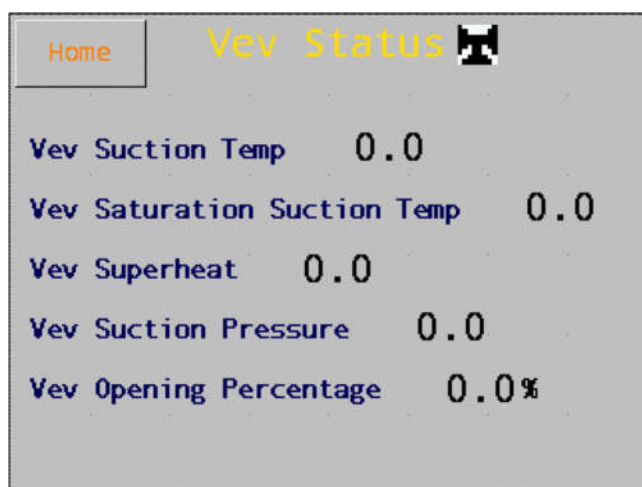 Home
Vev Status
Vev Suction Temp 0.0
Vev Saturation Suction Temp 0.0
Vev Superheat 0.0
Vev Suction Pressure 0.0
Vev Opening Percentage 0.0%